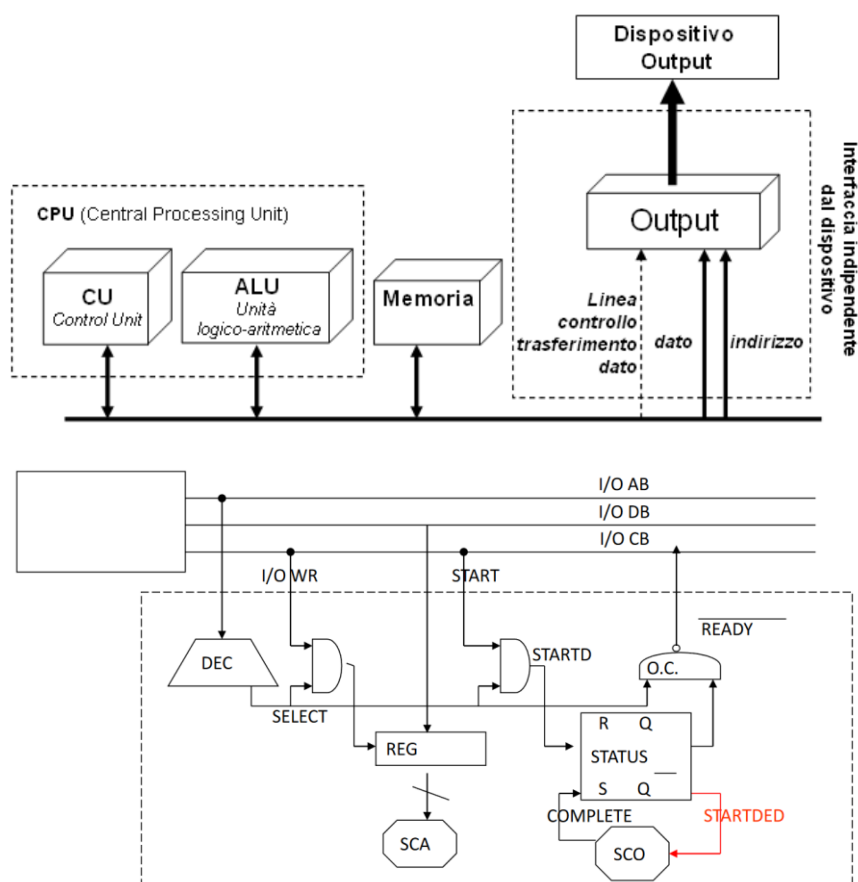 Dispositivo
Output
Interfaccia indipendente
dal dispositivo
CPU (Central Processing Unit)
Output
CU
Control Unit
ALU
Unità
logico-aritmetica
Memoria
Linea
controllo
trasferimento
dato
dato
indirizzo
I/O AB
I/O DB
I/O CB
I/O WR
START
READY
DEC
STARTD
O.C.
SELECT
R Q
REG
STATUS
S Q
COMPLETE
STARTDED
SCA
SCO